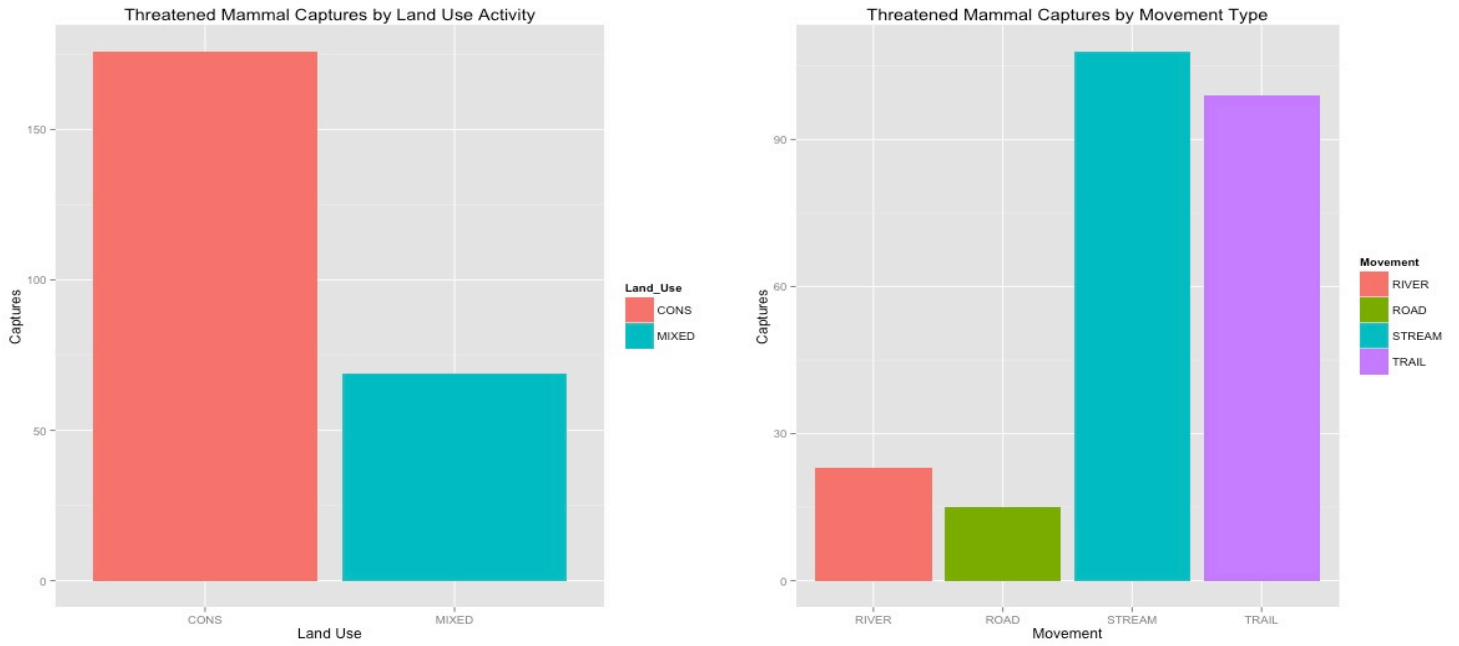 Threatened Mammal Captures by Land Use Activity
150
100
50
0
Captures
CONS
MIXED
Land Use
Land_Use
CONS
MIXED
Threatened Mammal Captures by Movement Type
90
60
30
0
Captures
RIVER
ROAD
STREAM
TRAIL
Movement
Movement
RIVER
ROAD
STREAM
TRAIL